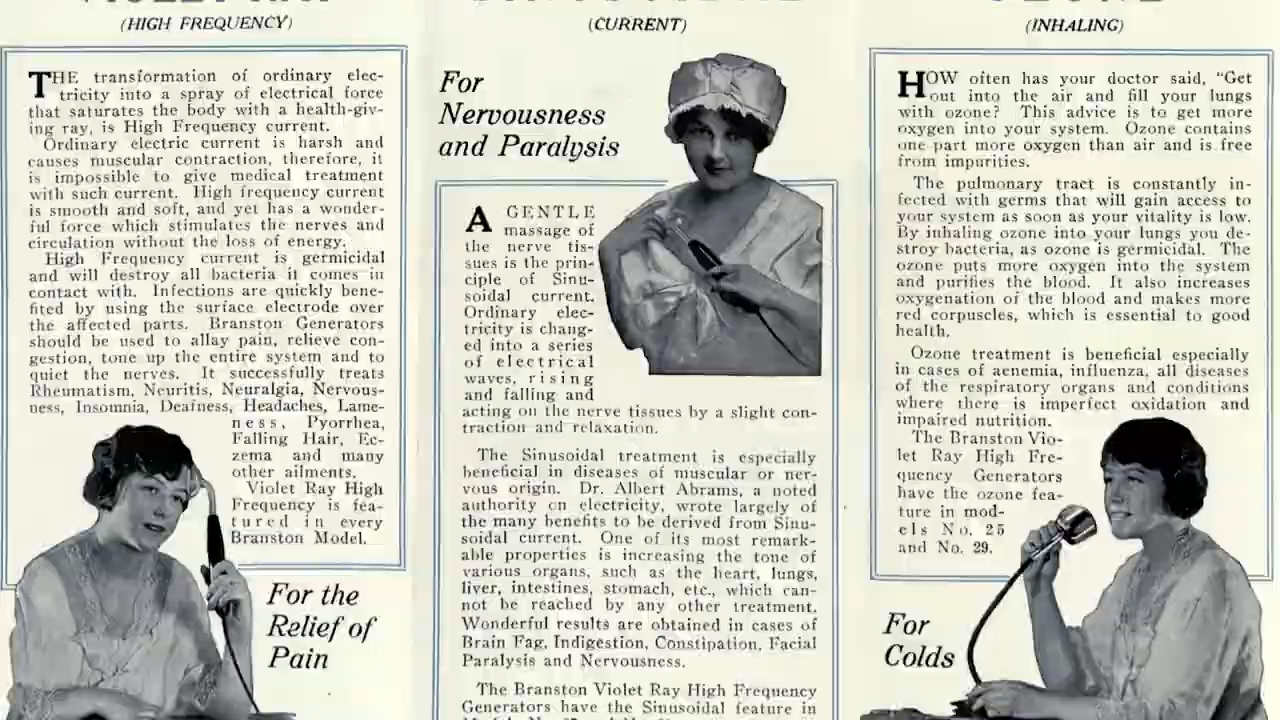 (HIGH FREQUENCY)
THE transformation of ordinary elec-
tricity into a spray of electrical force
that saturates the body with a health-giv-
ing ray, is High Frequency current.
Ordinary electric current is harsh and
causes muscular contraction, therefore, it
is impossible to give medical treatment
with such current. High frequency current
is smooth and soft, and yet has a wonder-
ful force which stimulates the nerves and
circulation without the loss of energy.
High Frequency current is germicidal
and will destroy all bacteria it comes in
contact with. Infections are quickly bene-
fited by using the surface electrode over
the affected parts. Branston Generators
should be used to allay pain, relieve con-
gestion, tone up the entire system and to
quiet the nerves. It successfully treats
Rheumatism, Neuritis, Neuralgia, Nervous-
ness, Insomnia, Deafness, Headaches, Lame-
ness, Pyorrhea,
Falling Hair, Ec-
zema and many
other ailments.
Violet Ray High
Frequency is fea-
tured in every
Branston Model.
For the
Relief of
Pain
(CURRENT)
For
Nervousness
and Paralysis
A GENTLE
massage of
the nerve tis-
sues is the prin-
ciple of Sinu-
soidal current.
Ordinary elec-
tricity is chang-
ed into a series
of electrical
waves, rising
and falling and
acting on the nerve tissues by a slight con-
traction and relaxation.
The Sinusoidal treatment is especially
beneficial in diseases of muscular or ner-
vous origin. Dr. Albert Abrams, a noted
authority on electricity, wrote largely of
the many benefits to be derived from Sinu-
soidal current. One of its most remark-
able properties is increasing the tone of
various organs, such as the heart, lungs,
liver, intestines, stomach, etc., which can-
not be reached by any other treatment.
Wonderful results are obtained in cases of
Brain Fag, Indigestion, Constipation, Facial
Paralysis and Nervousness.
The Branston Violet Ray High Frequency
Generators have the Sinusoidal feature in
(INHALING)
HOW often has your doctor said, "Get
out into the air and fill your lungs
with ozone? This advice is to get more
oxygen into your system. Ozone contains
one part more oxygen than air and is free
from impurities.
The pulmonary tract is constantly in-
fected with germs that will gain access to
your system as soon as your vitality is low.
By inhaling ozone into your lungs you de-
stroy bacteria, as ozone is germicidal. The
ozone puts more oxygen into the system
and purifies the blood. It also increases
oxygenation of the blood and makes more
red corpuscles, which is essential to good
health.
Ozone treatment is beneficial especially
in cases of aenemia, influenza, all diseases
of the respiratory organs and conditions
where there is imperfect oxidation and
impaired nutrition.
The Branston Vio-
let Ray High Fre-
quency Generators
have the ozone fea-
ture in mod-
els No. 25
and No. 29.
For
Colds